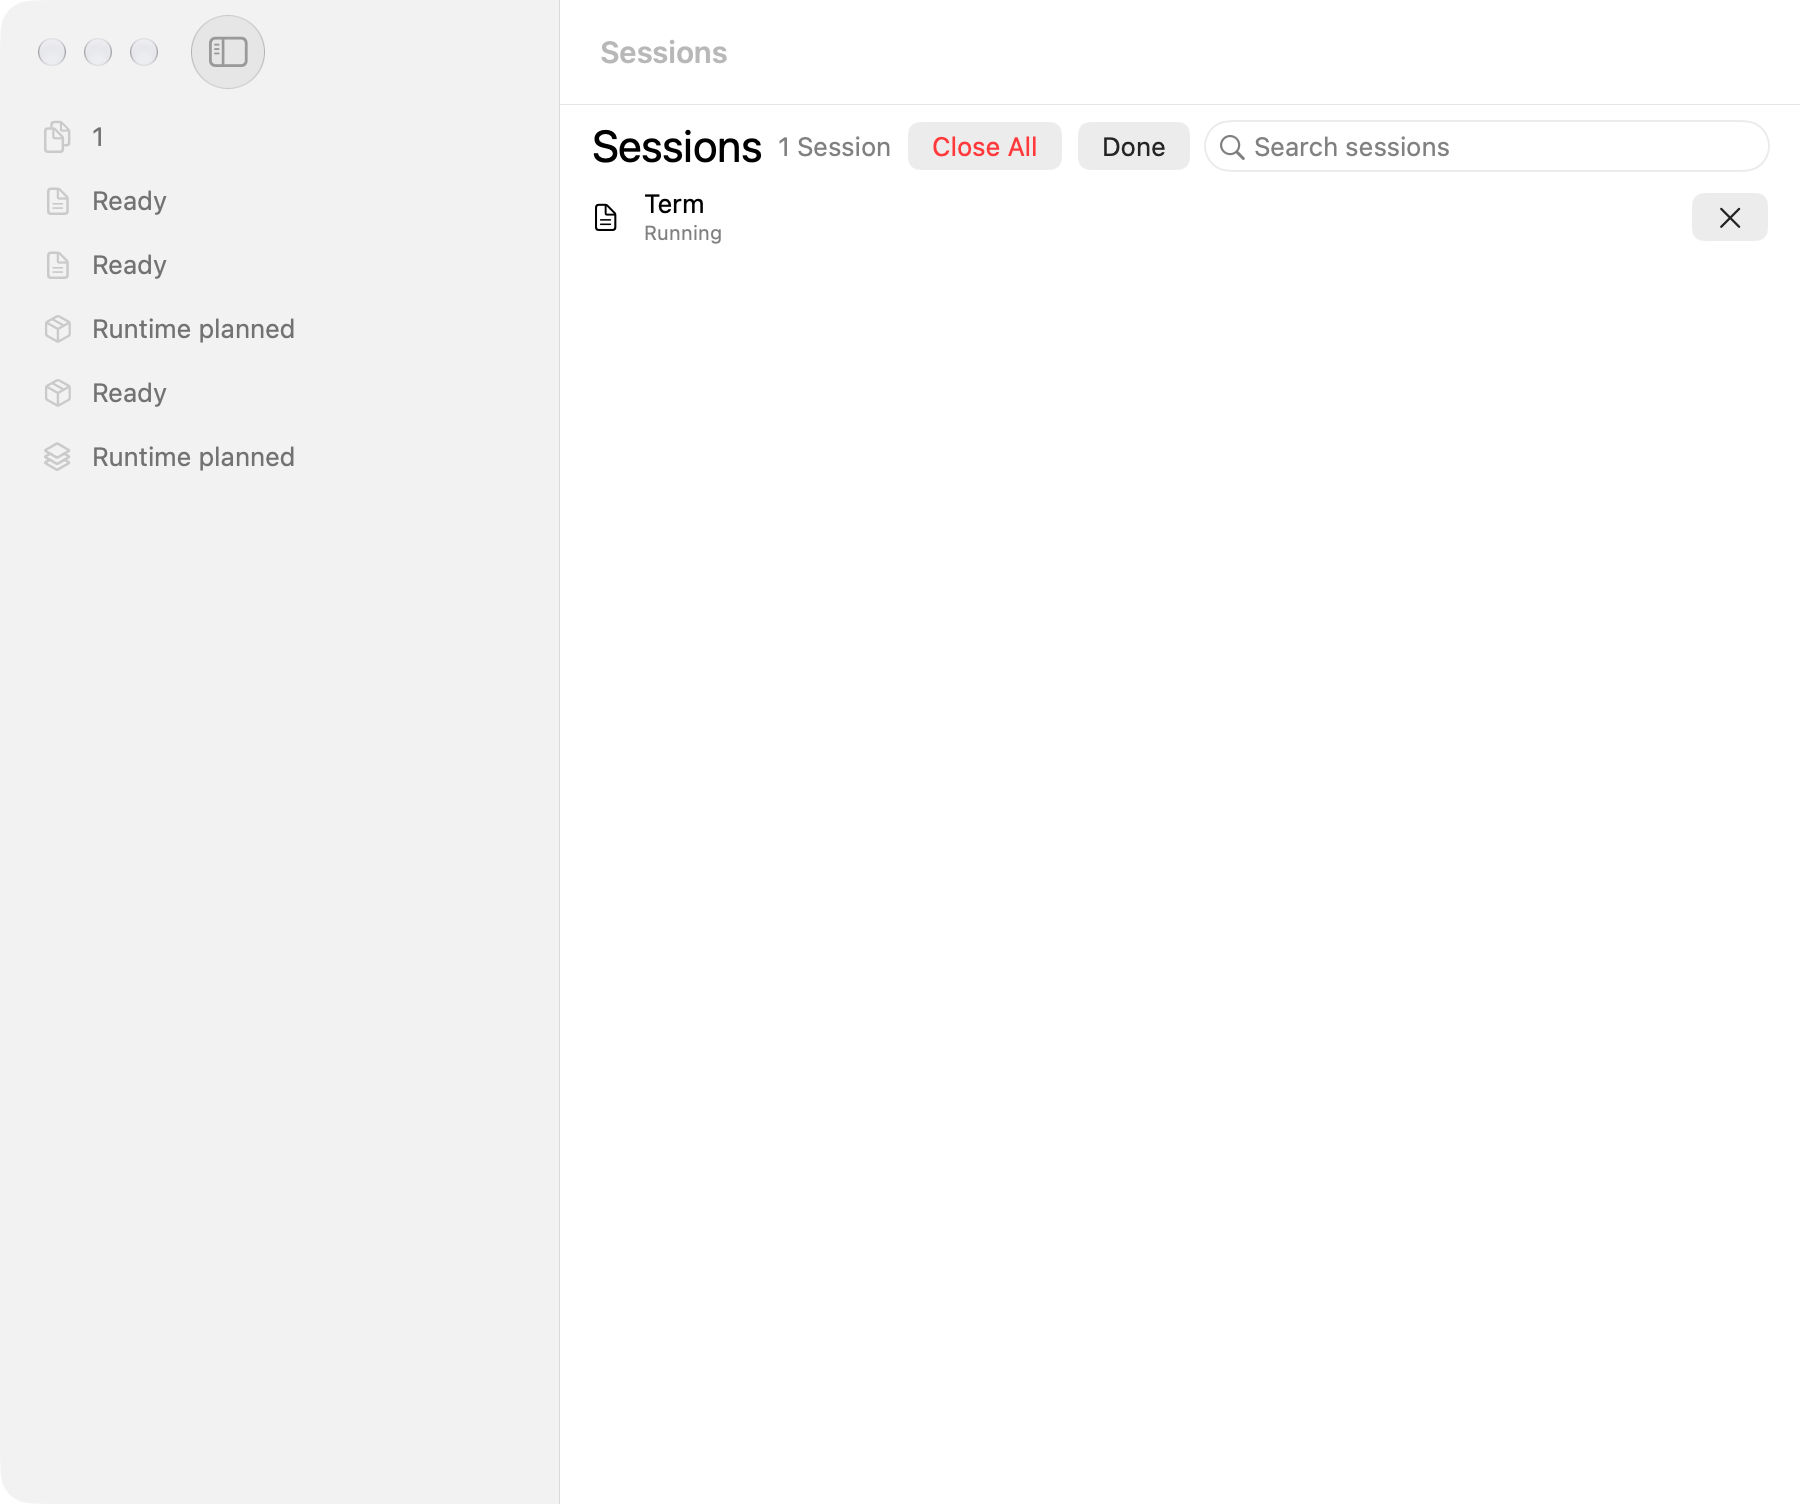 1
Ready
Ready
Runtime planned
Ready
Runtime planned
Sessions
Sessions 1 Session Close All Done Search sessions
Term
Running